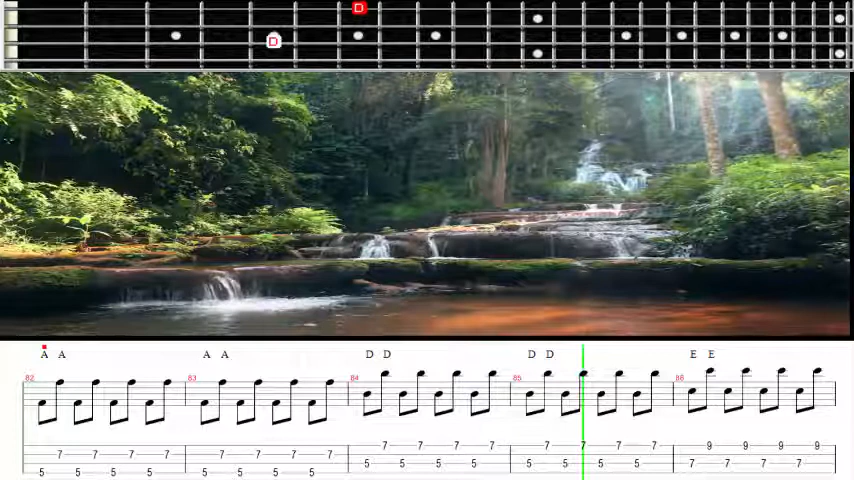 D
D
A A A A D D D D E E
82 83 84 85 86
7 7 7 7 7 7 7 7 9 9 9 9
7 7 7 7 7 7 7 7 5 5 5 5 5 5 5 5 7 7 7 7
5 5 5 5 5 5 5 5